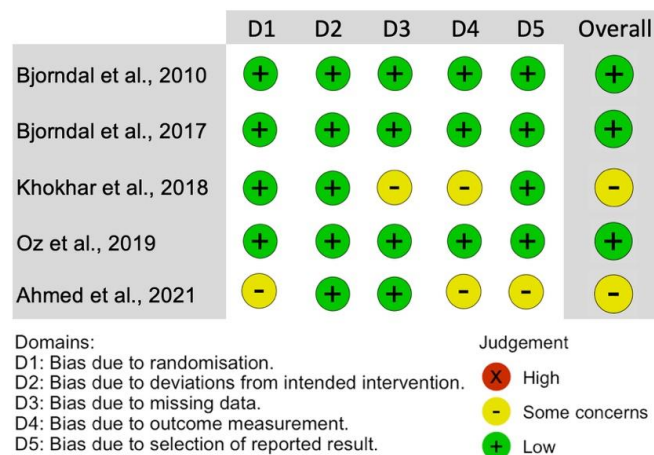 D1 D2 D3 D4 D5 Overall
Bjorndal et al., 2010 + + + + + +
Bjorndal et al., 2017 + + + + + +
Khokhar et al., 2018 + + - - + -
Oz et al., 2019 + + + + + +
Ahmed et al., 2021 - + + - - -
Domains:
D1: Bias due to randomisation.
D2: Bias due to deviations from intended intervention.
D3: Bias due to missing data.
D4: Bias due to outcome measurement.
D5: Bias due to selection of reported result.
Judgement
X High
- Some concerns
+ Low